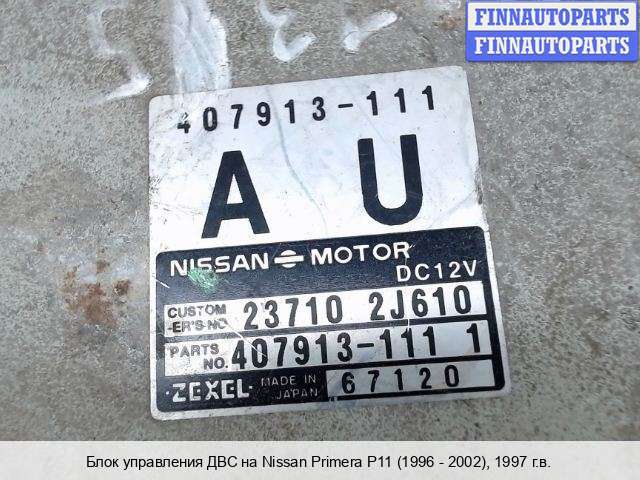 FINNAUTOPARTS
FINNAUTOPARTS
407913-111
A U
NISSAN MOTOR
DC12V
CUSTOM
-ER'S NO 23710 2J610
PARTS
NO. 407913-111 1
ZEXEL MADE IN
JAPAN 67120
Блок управления ДВС на Nissan Primera P11 (1996 - 2002), 1997 г.в.